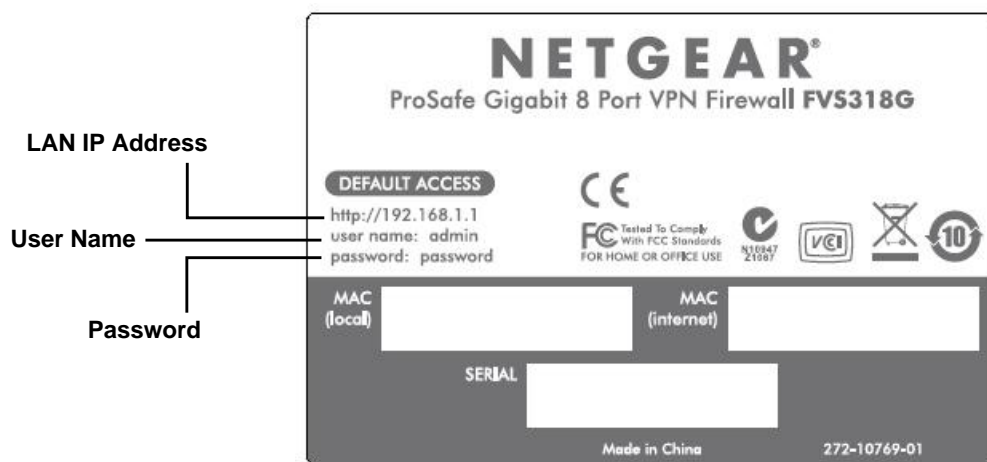 NETGEAR®
ProSafe Gigabit 8 Port VPN Firewall FVS318G
LAN IP Address
DEFAULT ACCESS
http://192.168.1.1
User Name
user name: admin
password: password
Password
CE
FC Tested To Comply
With FCC Standards
FOR HOME OR OFFICE USE
N10947
Z1087
VCI
10
MAC
(local)
MAC
(internet)
SERIAL
Made in China
272-10769-01